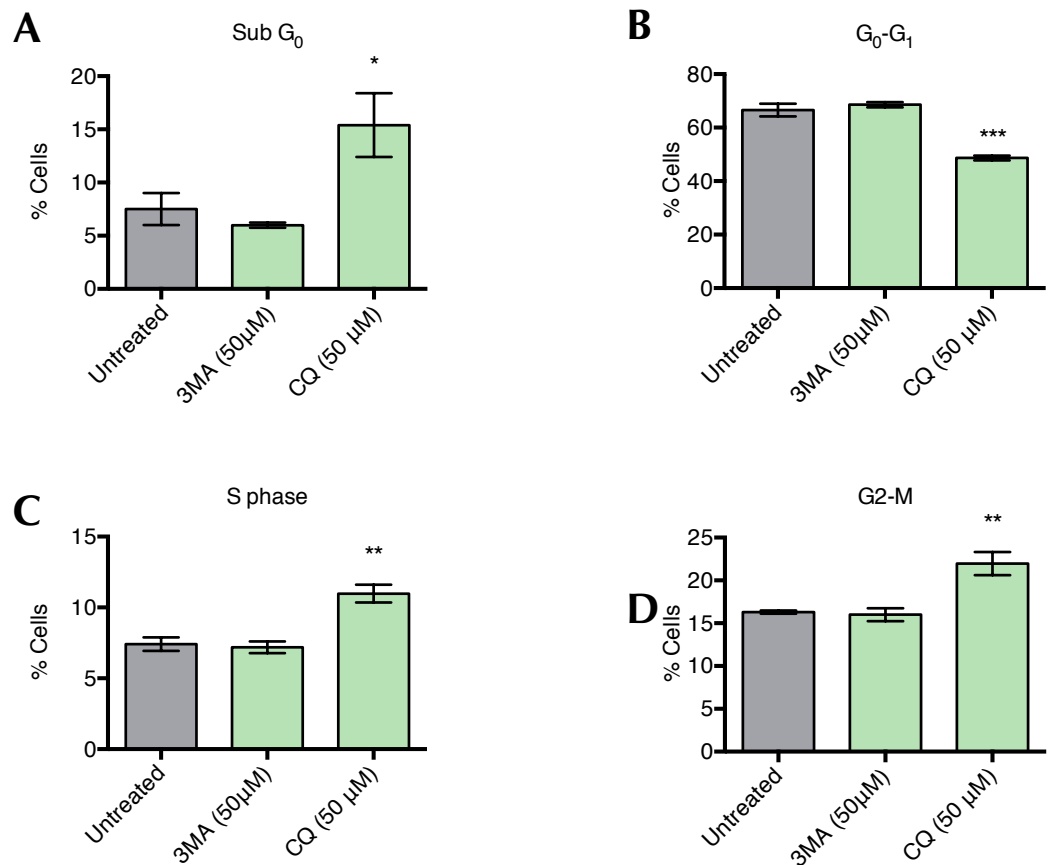 A
Sub G₀
*
20
15
10
5
0
% Cells
Untreated
3MA (50µM)
CQ (50 µM)
B
G₀-G₁
***
80
60
40
20
0
% Cells
Untreated
3MA (50µM)
CQ (50 µM)
C
S phase
**
15
10
5
0
% Cells
Untreated
3MA (50µM)
CQ (50 µM)
D
G2-M
**
25
20
15
10
5
0
% Cells
Untreated
3MA (50µM)
CQ (50 µM)